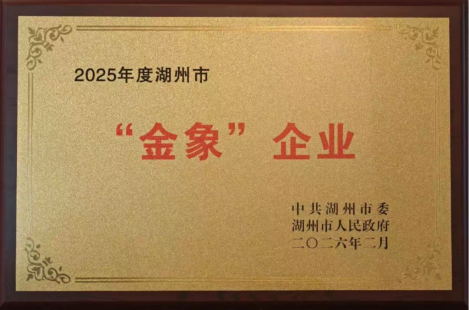 2025年度湖州市
“金象”企业
中共湖州市委
湖州市人民政府
二〇二六年二月